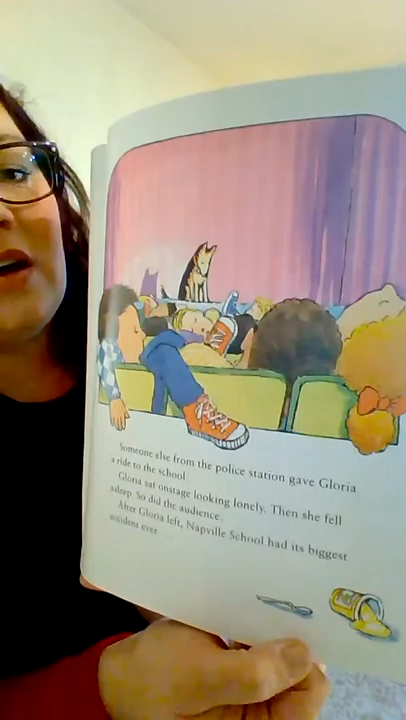 Someone else from the police station gave Gloria
a ride to the school.
Gloria sat onstage looking lonely. Then she fell
asleep. So did the audience.
After Gloria left, Napville School had its biggest
accident ever. . . .